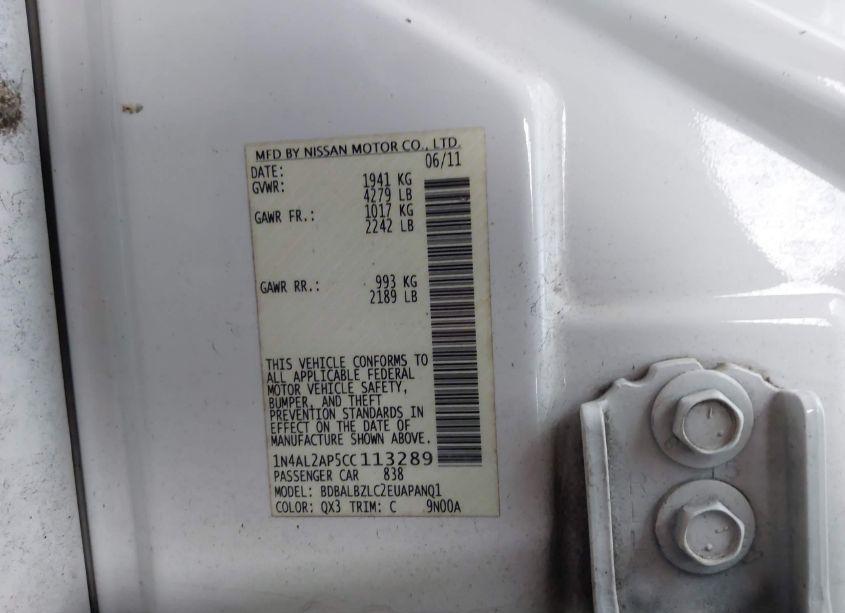 MFD BY NISSAN MOTOR CO., LTD.
DATE: 06/11
GVWR: 1941 KG
4279 LB
GAWR FR.: 1017 KG
2242 LB
GAWR RR.: 993 KG
2189 LB
THIS VEHICLE CONFORMS TO
ALL APPLICABLE FEDERAL
MOTOR VEHICLE SAFETY,
BUMPER, AND THEFT
PREVENTION STANDARDS IN
EFFECT ON THE DATE OF
MANUFACTURE SHOWN ABOVE.
1N4AL2AP5CC113289
PASSENGER CAR 838
MODEL: BDBALBZLC2EUAPANQ1
COLOR: QX3 TRIM: C 9N00A